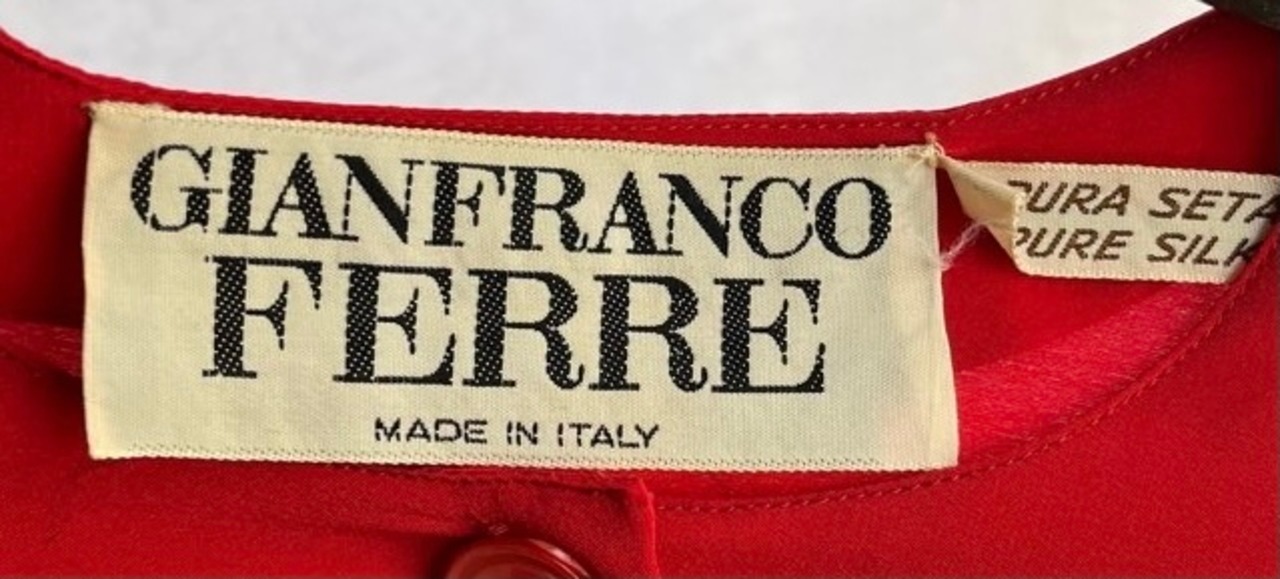 GIANFRANCO
FERRE
MADE IN ITALY
PURA SETA
PURE SILK